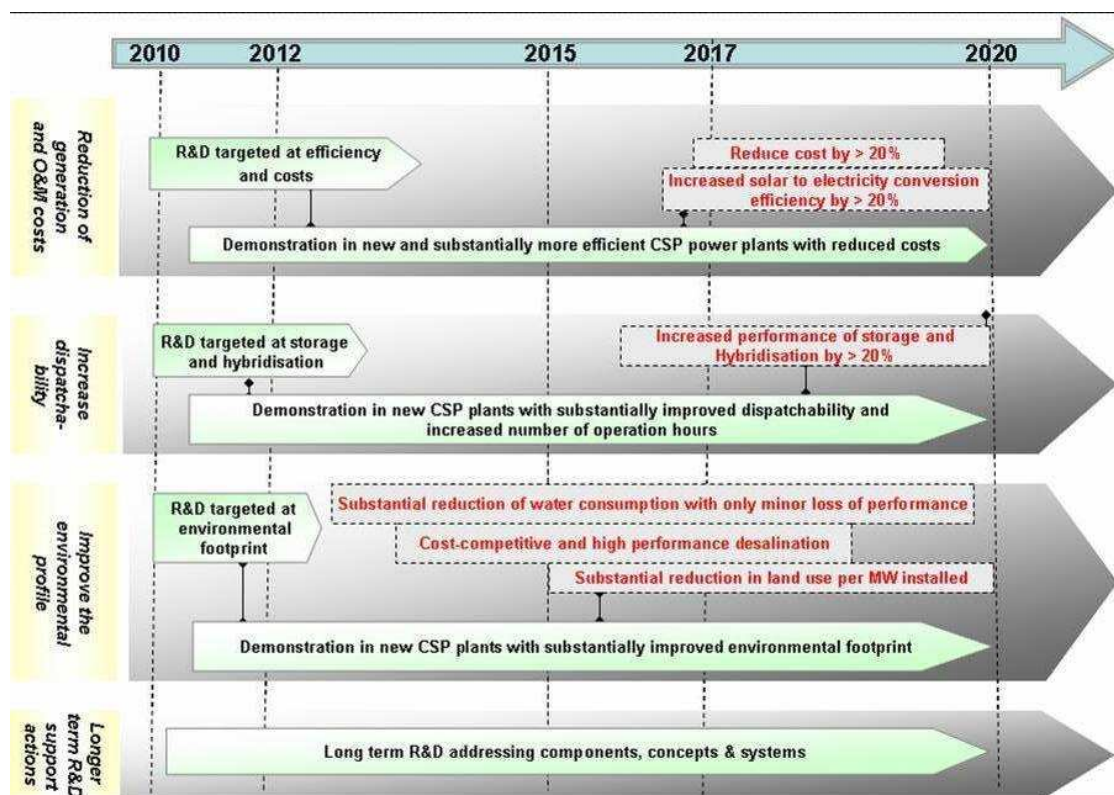 2010 2012 2015 2017 2020
Reduction of
generation
and O&M costs
R&D targeted at efficiency
and costs
Reduce cost by > 20%
Increased solar to electricity conversion
efficiency by > 20%
Demonstration in new and substantially more efficient CSP power plants with reduced costs
Increase
dispatcha-
bility
R&D targeted at storage
and hybridisation
Increased performance of storage and
Hybridisation by > 20%
Demonstration in new CSP plants with substantially improved dispatchability and
increased number of operation hours
Improve the
environmental
profile
R&D targeted at
environmental
footprint
Substantial reduction of water consumption with only minor loss of performance
Cost-competitive and high performance desalination
Substantial reduction in land use per MW installed
Demonstration in new CSP plants with substantially improved environmental footprint
Longer
term R&D
support
actions
Long term R&D addressing components, concepts & systems